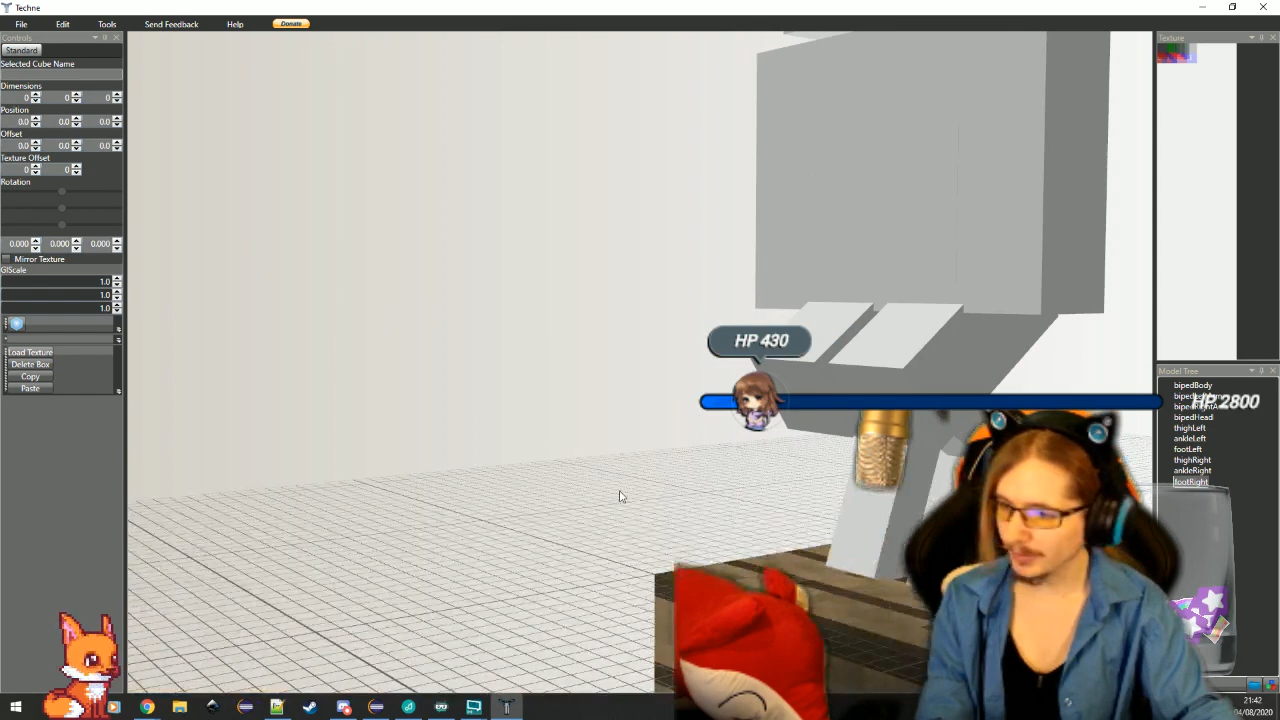 Techne
File Edit Tools Send Feedback Help Donate
Controls
Standard
Selected Cube Name
Dimensions
0 0 0
Position
0.0 0.0 0.0
Offset
0.0 0.0 0.0
Texture Offset
0 0
Rotation
0.000 0.000 0.000
Mirror Texture
GlScale
1.0
1.0
1.0
Load Texture
Delete Box
Copy
Paste
HP 430
Texture
Model Tree
bipedBody
bipedHead
thighLeft
ankleLeft
footLeft
thighRight
ankleRight
footRight
2800
21:42
04/08/2020